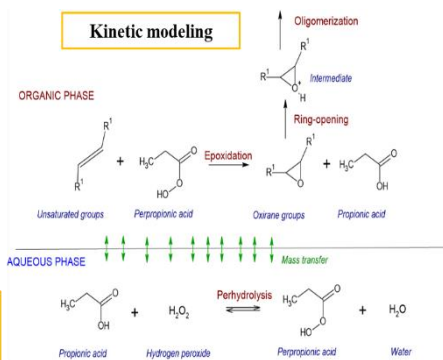 Kinetic modeling
Oligomerization
R¹
R¹
O⁺
H
Intermediate
ORGANIC PHASE
Ring-opening
R¹
R¹
+
H₃C
O
O
HO
Epoxidation
R¹
R¹
O
+
H₃C
O
OH
Unsaturated groups
Perpropionic acid
Oxirane groups
Propionic acid
AQUEOUS PHASE
Mass transfer
H₃C
O
OH
+
H₂O₂
Perhydrolysis
H₃C
O
O
HO
+
H₂O
Propionic acid
Hydrogen peroxide
Perpropionic acid
Water